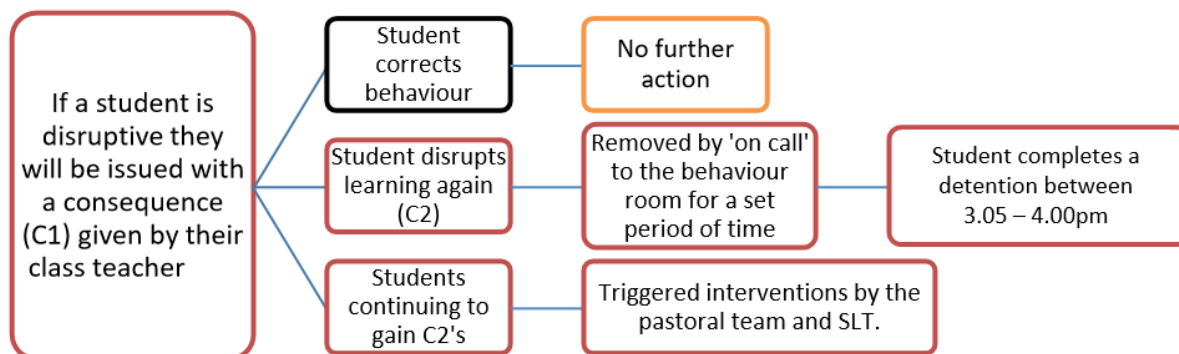 If a student is
disruptive they
will be issued with
a consequence
(C1) given by their
class teacher
Student
corrects
behaviour
No further
action
Student disrupts
learning again
(C2)
Removed by 'on call'
to the behaviour
room for a set
period of time
Student completes a
detention between
3.05 – 4.00pm
Students
continuing to
gain C2's
Triggered interventions by the
pastoral team and SLT.